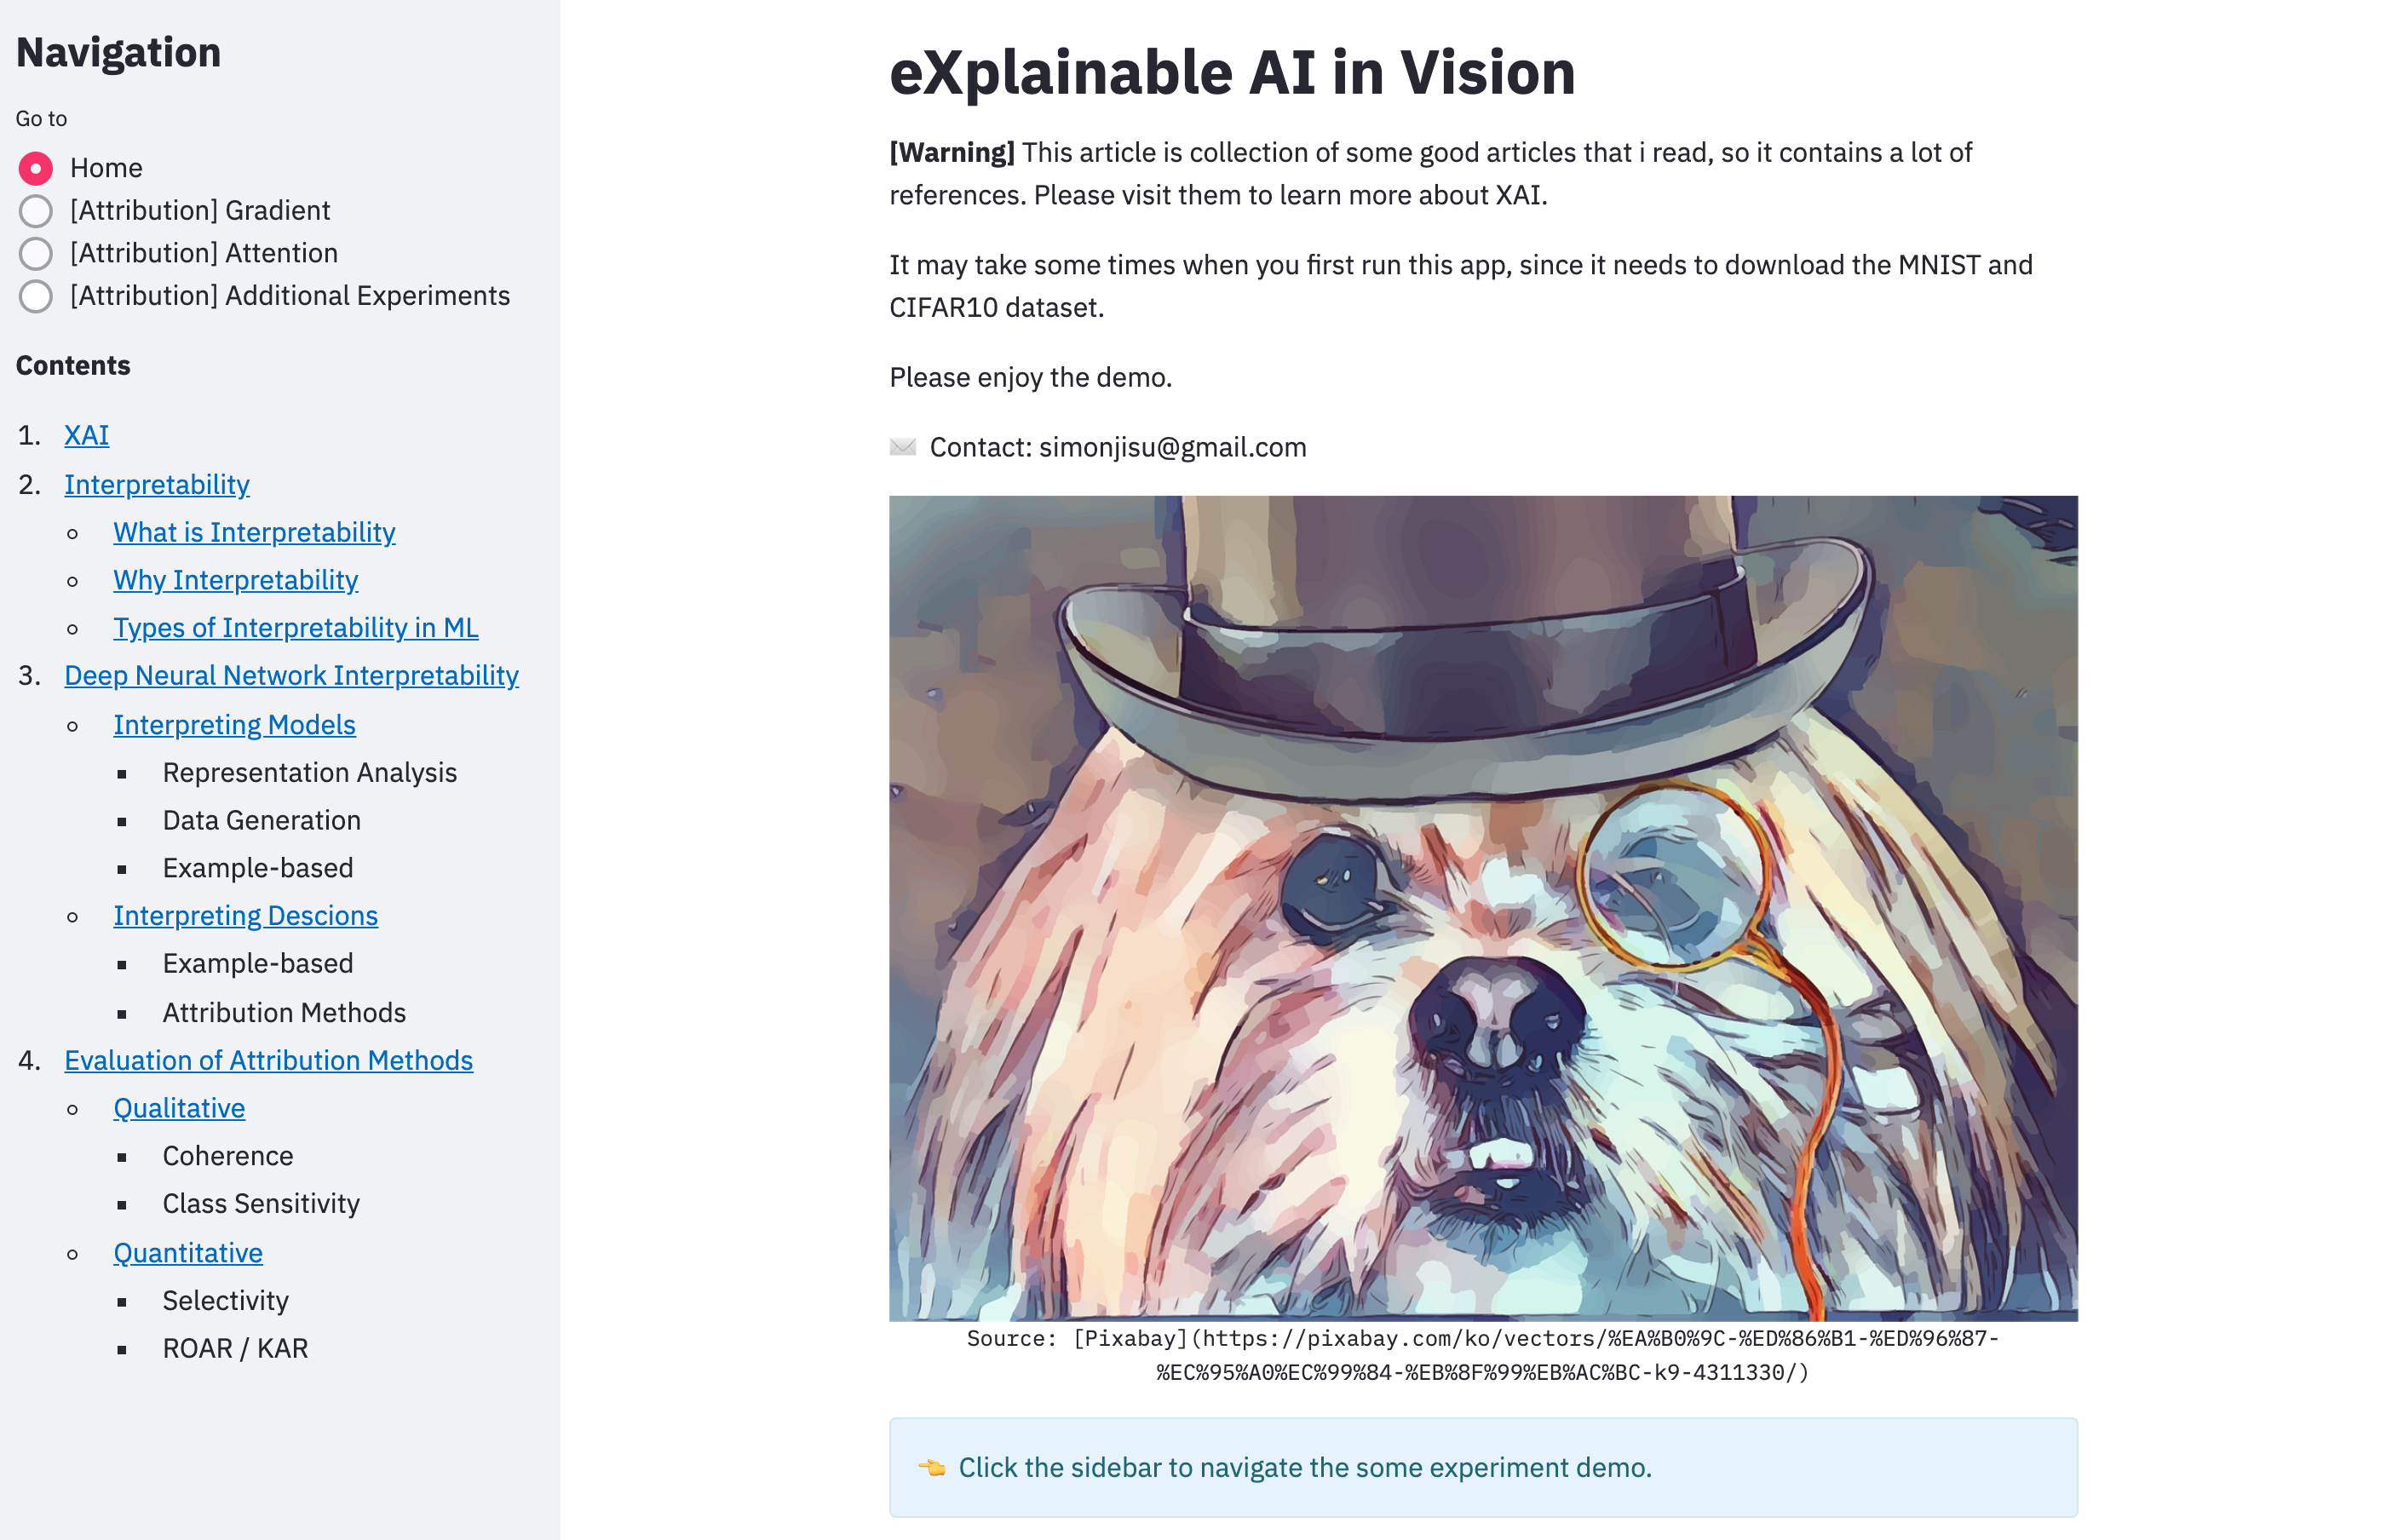 Navigation
Go to
Home
[Attribution] Gradient
[Attribution] Attention
[Attribution] Additional Experiments
Contents
1. XAI
2. Interpretability
What is Interpretability
Why Interpretability
Types of Interpretability in ML
3. Deep Neural Network Interpretability
Interpreting Models
Representation Analysis
Data Generation
Example-based
Interpreting Descions
Example-based
Attribution Methods
4. Evaluation of Attribution Methods
Qualitative
Coherence
Class Sensitivity
Quantitative
Selectivity
ROAR / KAR
eXplainable AI in Vision
[Warning] This article is collection of some good articles that i read, so it contains a lot of
references. Please visit them to learn more about XAI.
It may take some times when you first run this app, since it needs to download the MNIST and
CIFAR10 dataset.
Please enjoy the demo.
Contact: simonjisu@gmail.com
Source: [Pixabay](https://pixabay.com/ko/vectors/%EA%B0%9C-%ED%86%B1-%ED%96%87-
%EC%95%A0%EC%99%84-%EB%8F%99%EB%AC%BC-k9-4311330/)
Click the sidebar to navigate the some experiment demo.